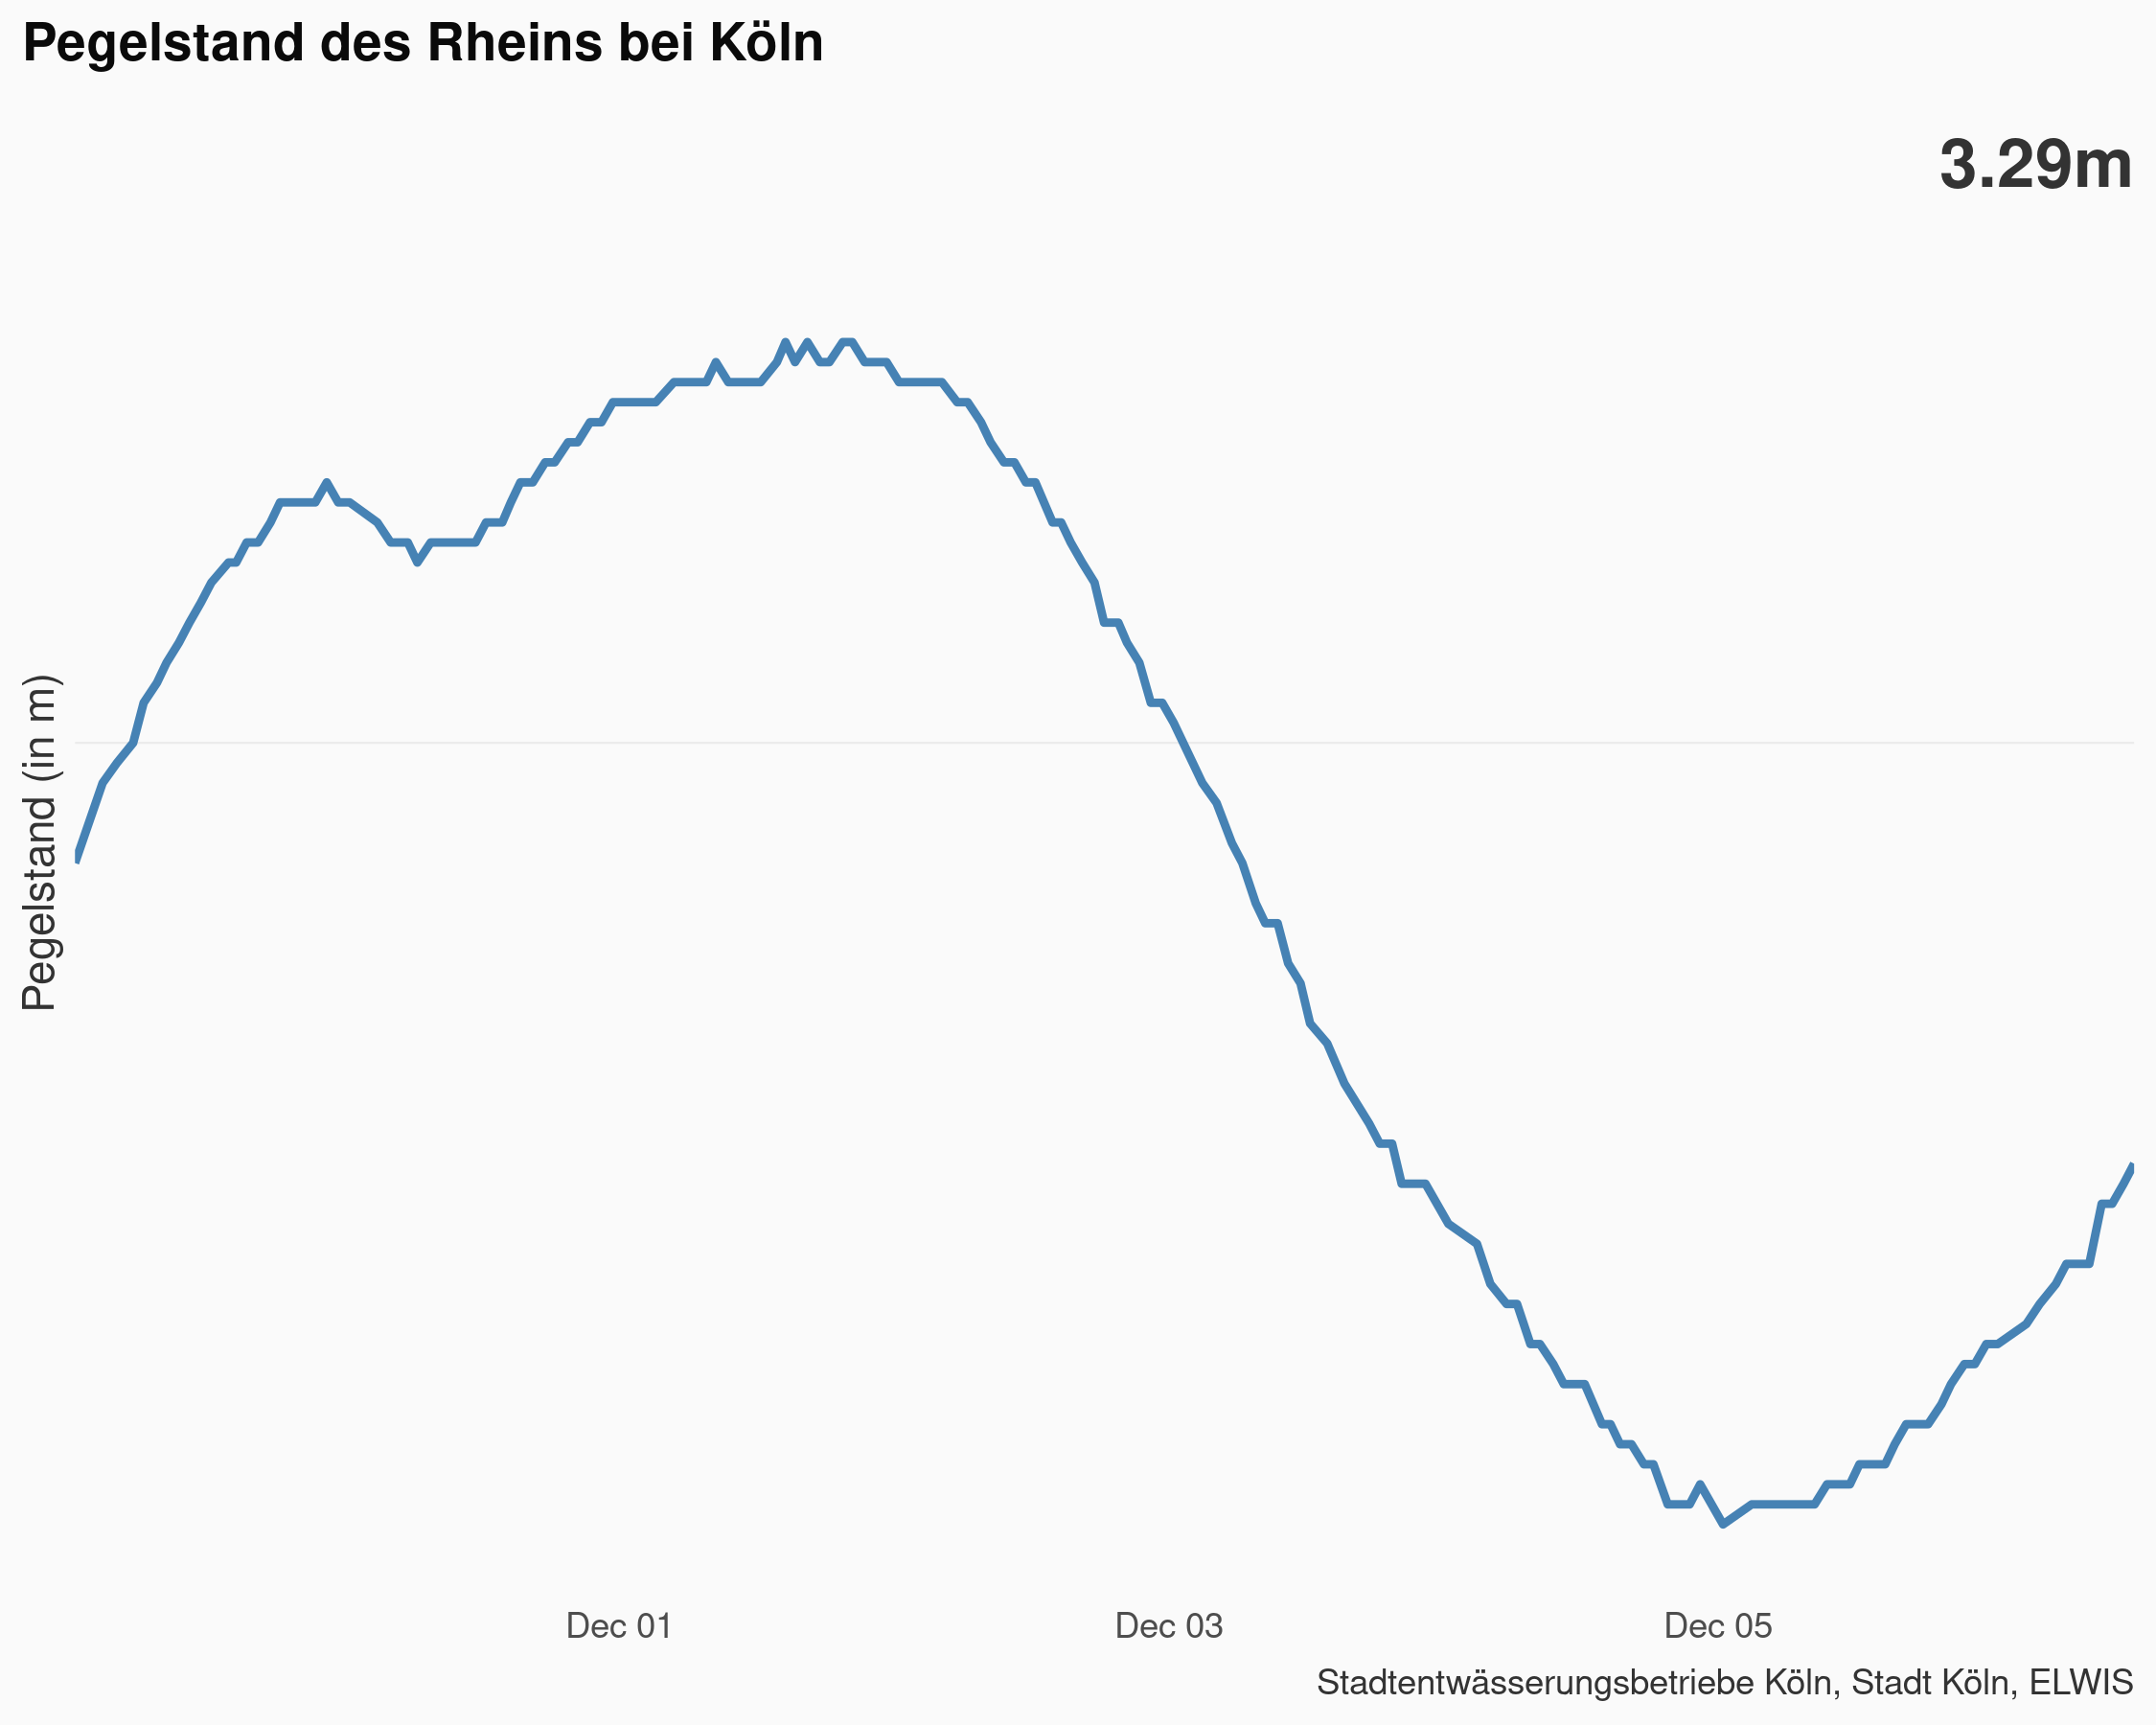 Pegelstand des Rheins bei Köln
3.29m
Pegelstand (in m)
Dec 01
Dec 03
Dec 05
Stadtentwässerungsbetriebe Köln, Stadt Köln, ELWIS